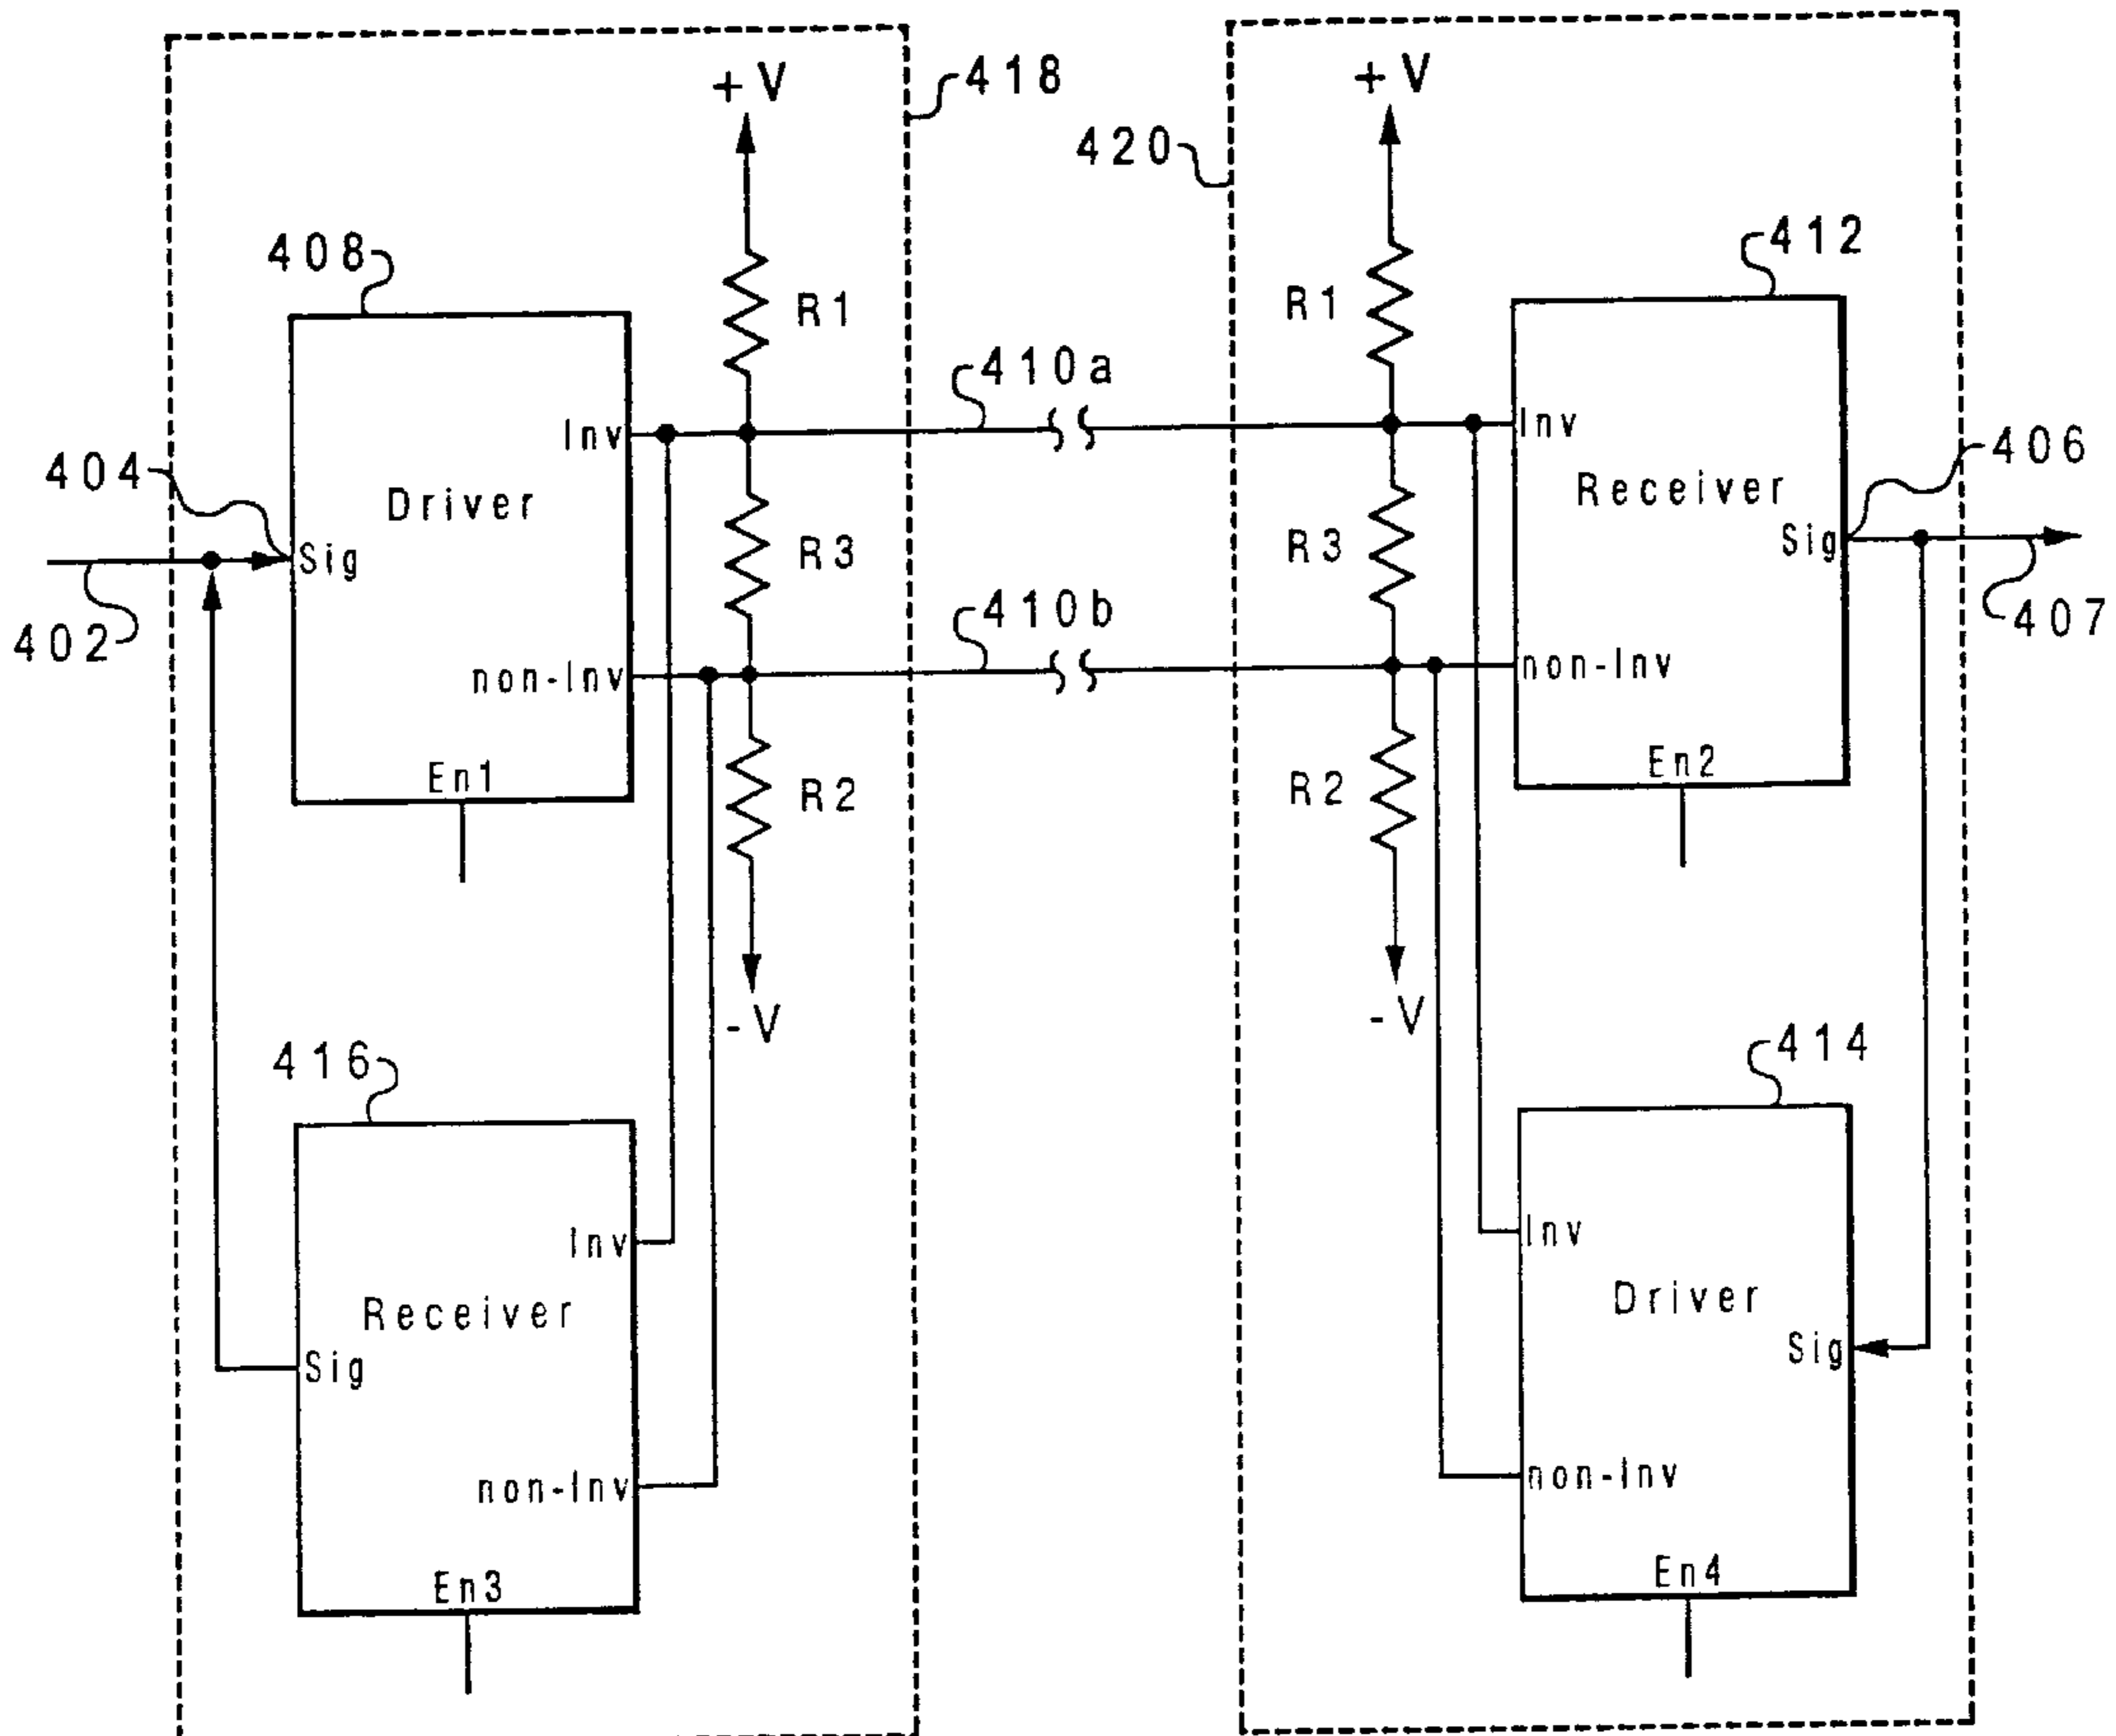 418
+V
+V
420
408
412
R1
R1
410a
Inv
Inv
404
406
Driver
Receiver
Sig
R3
R3
Sig
402
410b
407
non-Inv
non-Inv
En1
R2
R2
En2
-V
-V
416
414
Inv
Inv
Receiver
Driver
Sig
Sig
non-Inv
non-Inv
En3
En4